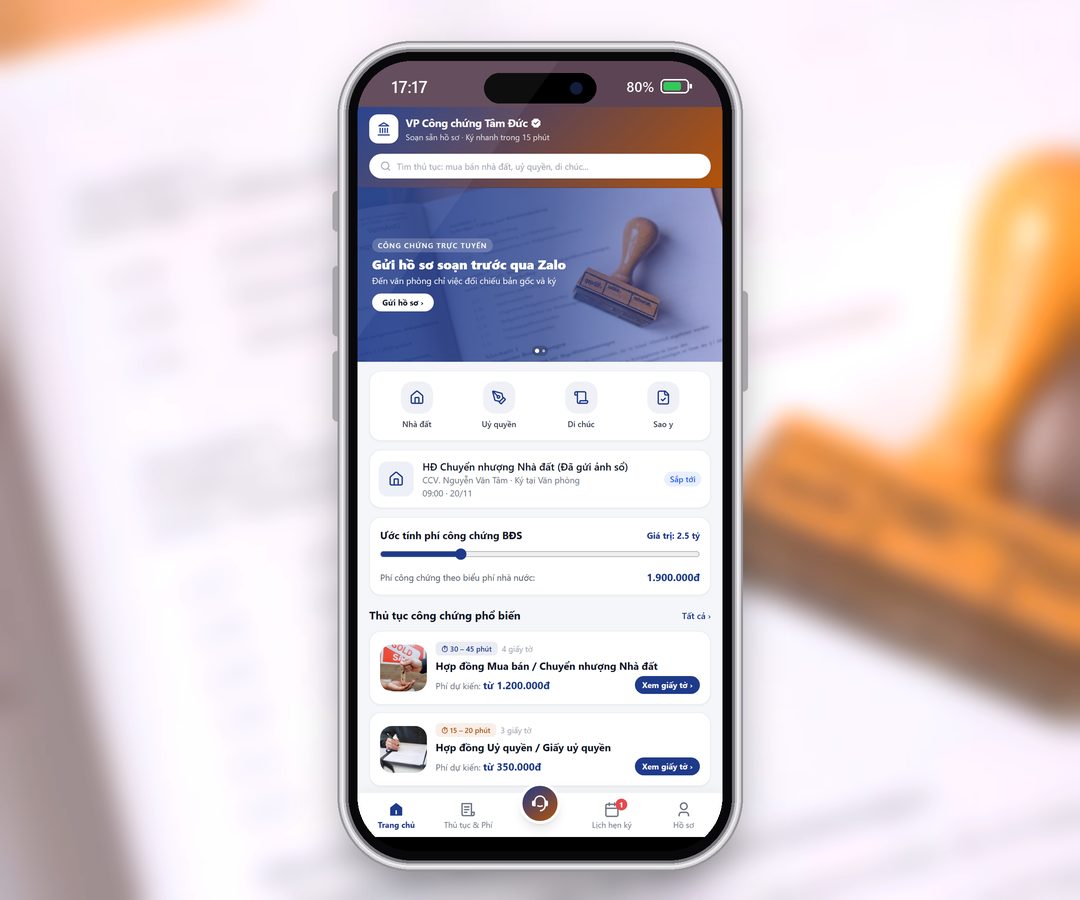 17:17
80%
VP Công chứng Tâm Đức
Soạn sẵn hồ sơ · Ký nhanh trong 15 phút
Tìm thủ tục: mua bán nhà đất, uỷ quyền, di chúc...
CÔNG CHỨNG TRỰC TUYẾN
Gửi hồ sơ soạn trước qua Zalo
Đến văn phòng chỉ việc đối chiếu bản gốc và ký
Gửi hồ sơ ›
Nhà đất
Uỷ quyền
Di chúc
Sao y
HĐ Chuyển nhượng Nhà đất (Đã gửi ảnh sổ)
CCV. Nguyễn Văn Tâm · Ký tại Văn phòng
09:00 · 20/11
Sắp tới
Ước tính phí công chứng BĐS
Giá trị: 2.5 tỷ
Phí công chứng theo biểu phí nhà nước:
1.900.000đ
Thủ tục công chứng phổ biến
Tất cả ›
30 – 45 phút
4 giấy tờ
Hợp đồng Mua bán / Chuyển nhượng Nhà đất
Phí dự kiến: từ 1.200.000đ
Xem giấy tờ ›
15 – 20 phút
3 giấy tờ
Hợp đồng Uỷ quyền / Giấy uỷ quyền
Phí dự kiến: từ 350.000đ
Xem giấy tờ ›
Trang chủ
Thủ tục & Phí
1
Lịch hẹn ký
Hồ sơ